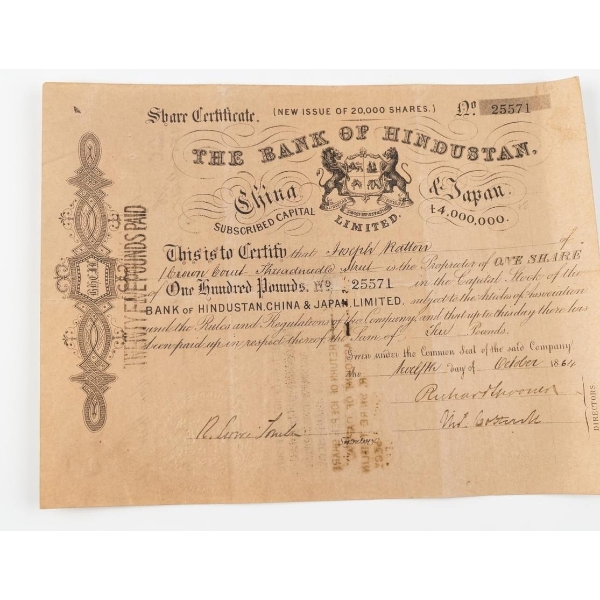 Share Certificate. (NEW ISSUE OF 20,000 SHARES.) No 25571
THE BANK OF HINDUSTAN,
China & Japan.
SUBSCRIBED CAPITAL LIMITED. £4,000,000.
This is to Certify that Joseph of
1 Crown Court Threadneedle Street is the Proprietor of ONE SHARE
of One Hundred Pounds. No. 25571 in the Capital Stock of the
BANK OF HINDUSTAN, CHINA & JAPAN, LIMITED. subject to the Articles of Association
and the Rules and Regulations of the Company, and that up to this day there has
been paid up in respect thereof the Sum of Pounds.
Given under the Common Seal of the said Company
the Twelfth day of October 1864
Richard Spooner
DIRECTORS
TWENTY FIVE POUNDS PAID